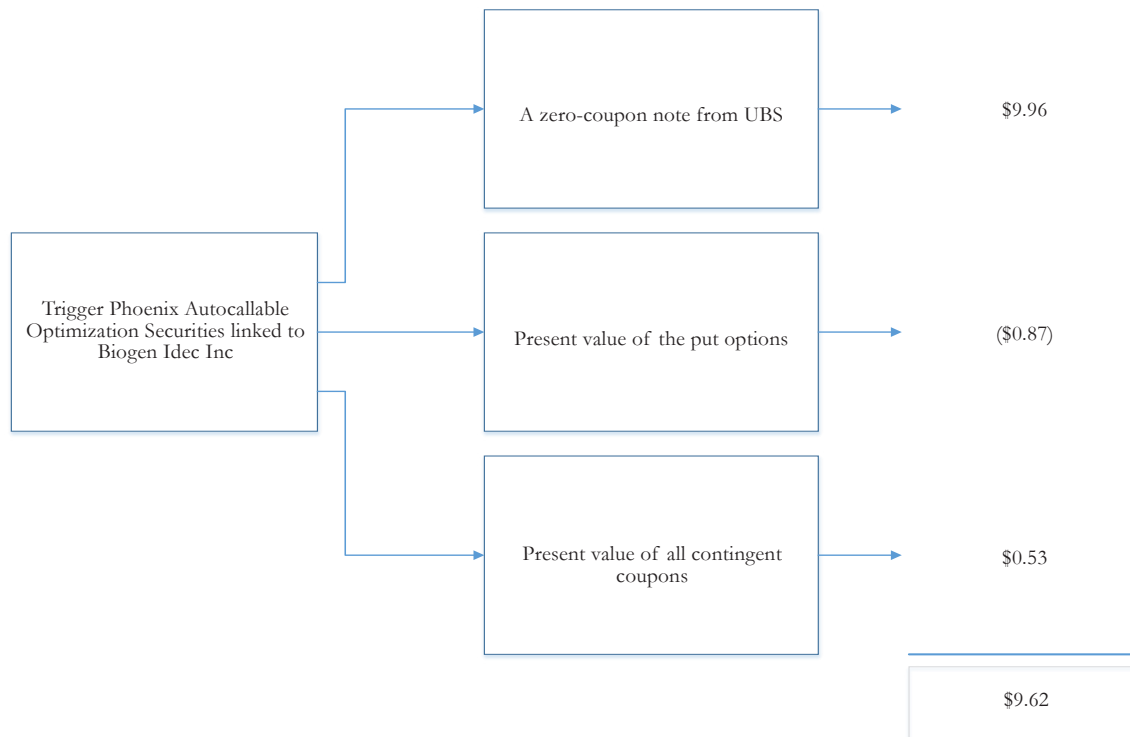 A zero-coupon note from UBS
$9.96
Trigger Phoenix Autocallable
Optimization Securities linked to
Biogen Idec Inc
Present value of the put options
($0.87)
Present value of all contingent
coupons
$0.53
$9.62